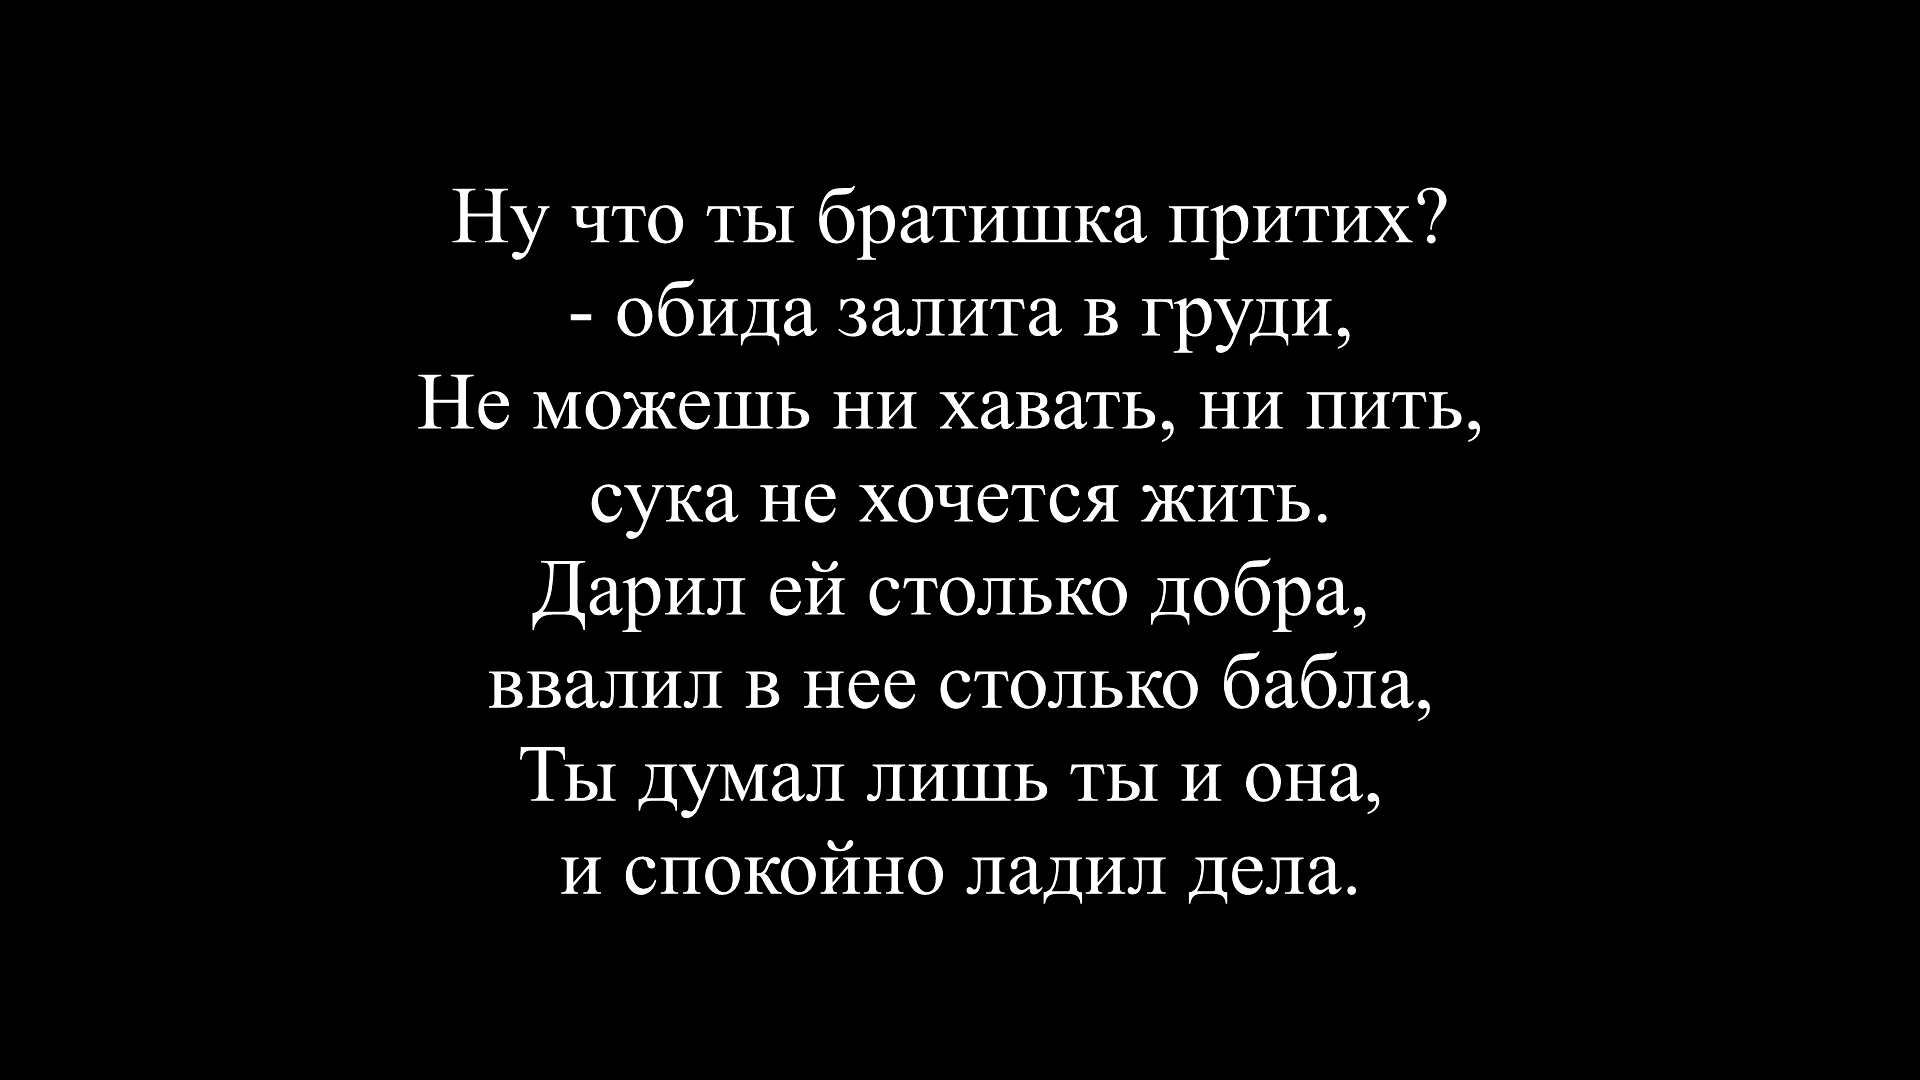 Ну что ты братишка притих?
- обида залита в груди,
Не можешь ни хавать, ни пить,
сука не хочется жить.
Дарил ей столько добра,
ввалил в нее столько бабла,
Ты думал лишь ты и она,
и спокойно ладил дела.